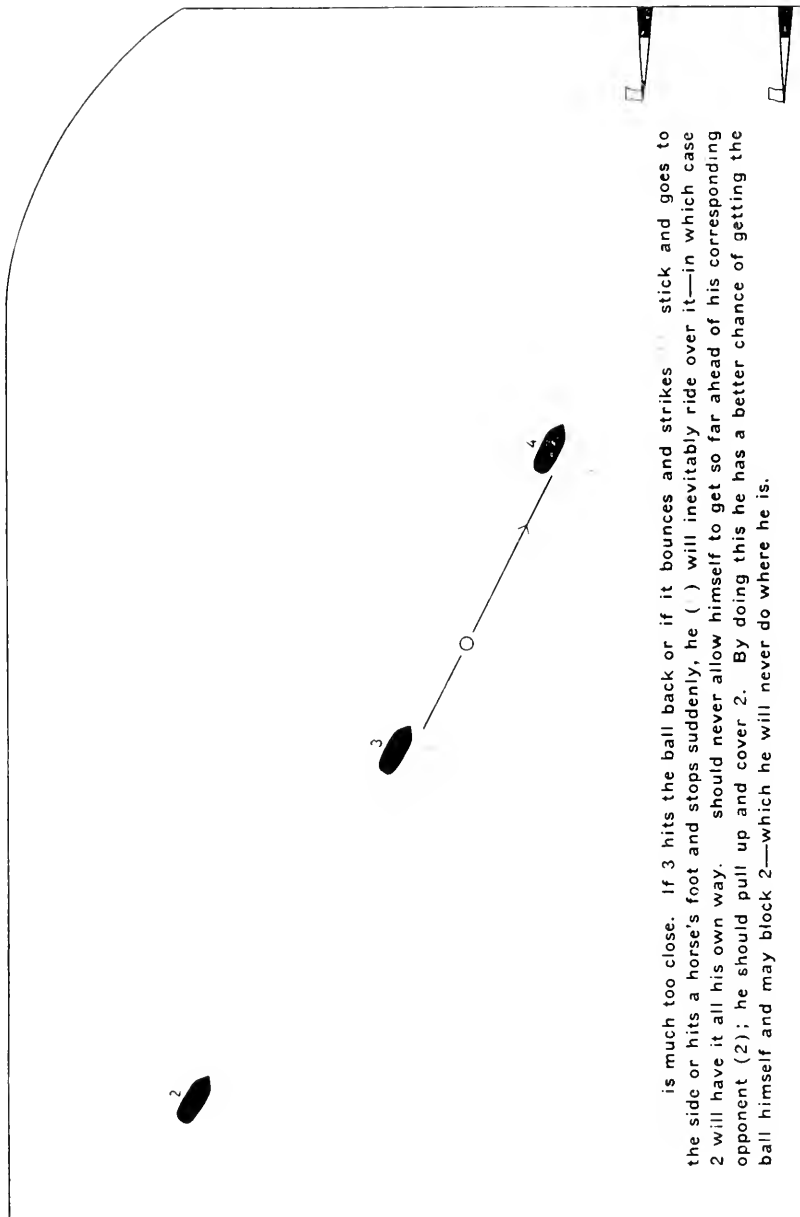 2
3
4
is much too close. If 3 hits the ball back or if it bounces and strikes stick and goes to
the side or hits a horse's foot and stops suddenly, he ( ) will inevitably ride over it—in which case
2 will have it all his own way. should never allow himself to get so far ahead of his corresponding
opponent (2); he should pull up and cover 2. By doing this he has a better chance of getting the
ball himself and may block 2—which he will never do where he is.